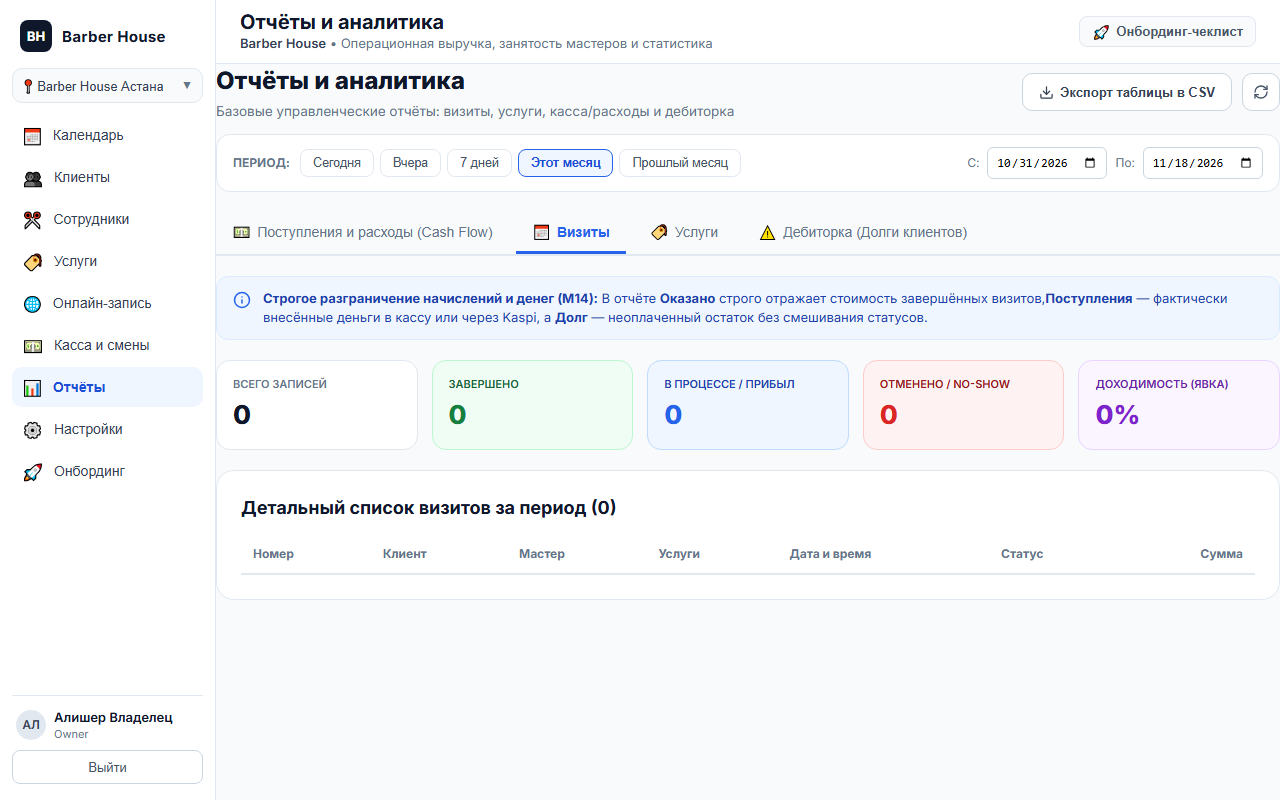 BH Barber House
Barber House Астана ▼
Календарь
Клиенты
Сотрудники
Услуги
Онлайн-запись
Касса и смены
Отчёты
Настройки
Онбординг
АЛ
Алишер Владелец
Owner
Выйти
Отчёты и аналитика
Barber House • Операционная выручка, занятость мастеров и статистика
Онбординг-чеклист
Отчёты и аналитика
Базовые управленческие отчёты: визиты, услуги, касса/расходы и дебиторка
Экспорт таблицы в CSV
ПЕРИОД: Сегодня Вчера 7 дней Этот месяц Прошлый месяц С: 10/31/2026 По: 11/18/2026
Поступления и расходы (Cash Flow) Визиты Услуги Дебиторка (Долги клиентов)
Строгое разграничение начислений и денег (M14): В отчёте Оказано строго отражает стоимость завершённых визитов,Поступления — фактически
внесённые деньги в кассу или через Kaspi, а Долг — неоплаченный остаток без смешивания статусов.
ВСЕГО ЗАПИСЕЙ
0
ЗАВЕРШЕНО
0
В ПРОЦЕССЕ / ПРИБЫЛ
0
ОТМЕНЕНО / NO-SHOW
0
ДОХОДИМОСТЬ (ЯВКА)
0%
Детальный список визитов за период (0)
Номер Клиент Мастер Услуги Дата и время Статус Сумма